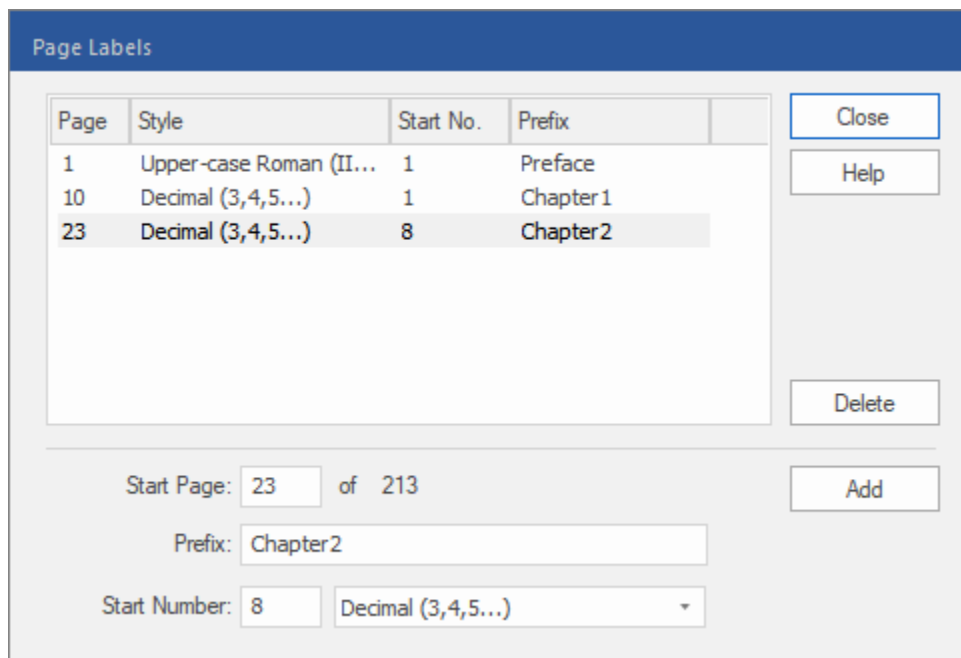 Page Labels
Page Style Start No. Prefix
Close
1 Upper-case Roman (II... 1 Preface
Help
10 Decimal (3,4,5...) 1 Chapter1
23 Decimal (3,4,5...) 8 Chapter2
Delete
Start Page: 23 of 213
Add
Prefix: Chapter2
Start Number: 8 Decimal (3,4,5...)